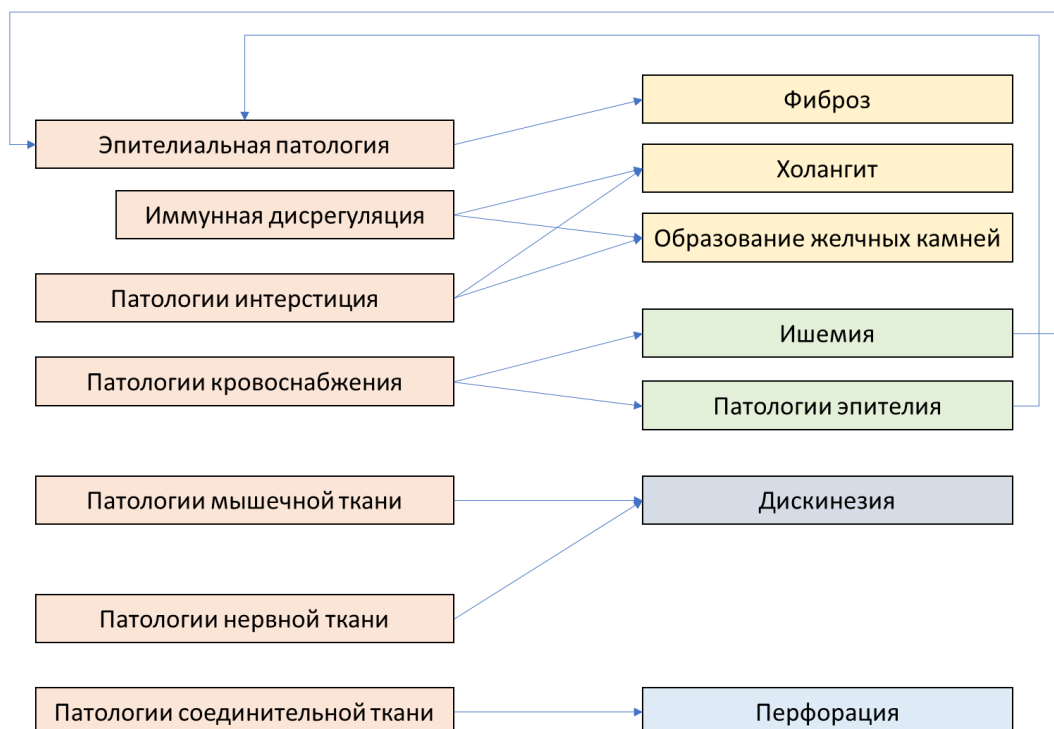 Фиброз
Эпителиальная патология
Холангит
Иммунная дисрегуляция
Образование желчных камней
Патологии интерстиция
Ишемия
Патологии кровоснабжения
Патологии эпителия
Патологии мышечной ткани
Дискинезия
Патологии нервной ткани
Патологии соединительной ткани
Перфорация